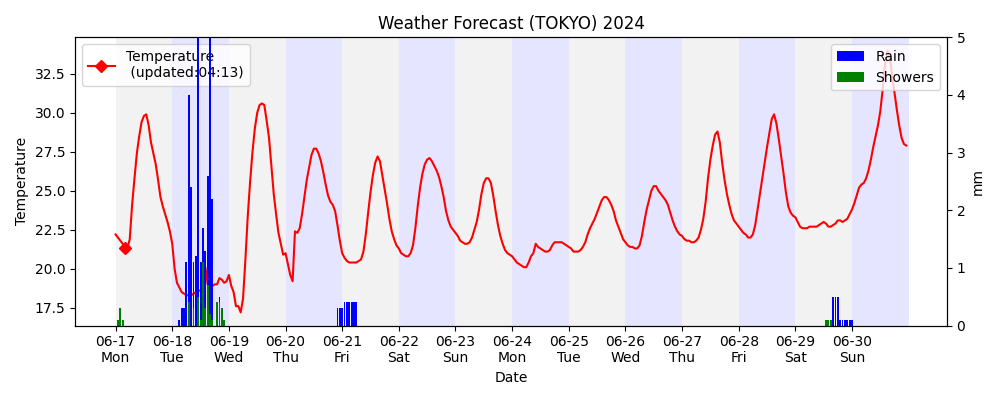 Weather Forecast (TOKYO) 2024
Temperature
(updated:04:13)
Rain
Showers
Temperature
32.5
30.0
27.5
25.0
22.5
20.0
17.5
5
4
3
2
1
0
mm
06-17 06-18 06-19 06-20 06-21 06-22 06-23 06-24 06-25 06-26 06-27 06-28 06-29 06-30
Mon Tue Wed Thu Fri Sat Sun Mon Tue Wed Thu Fri Sat Sun
Date